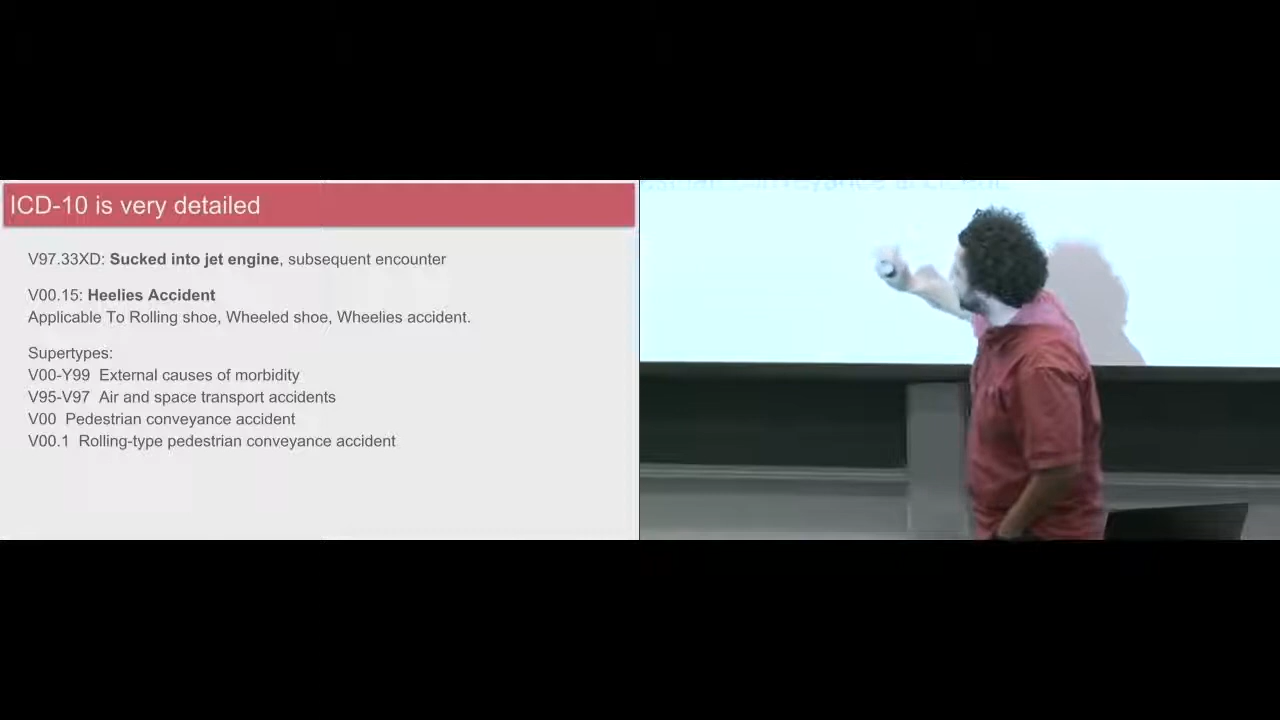 ICD-10 is very detailed
V97.33XD: Sucked into jet engine, subsequent encounter
V00.15: Heelies Accident
Applicable To Rolling shoe, Wheeled shoe, Wheelies accident.
Supertypes:
V00-Y99 External causes of morbidity
V95-V97 Air and space transport accidents
V00 Pedestrian conveyance accident
V00.1 Rolling-type pedestrian conveyance accident